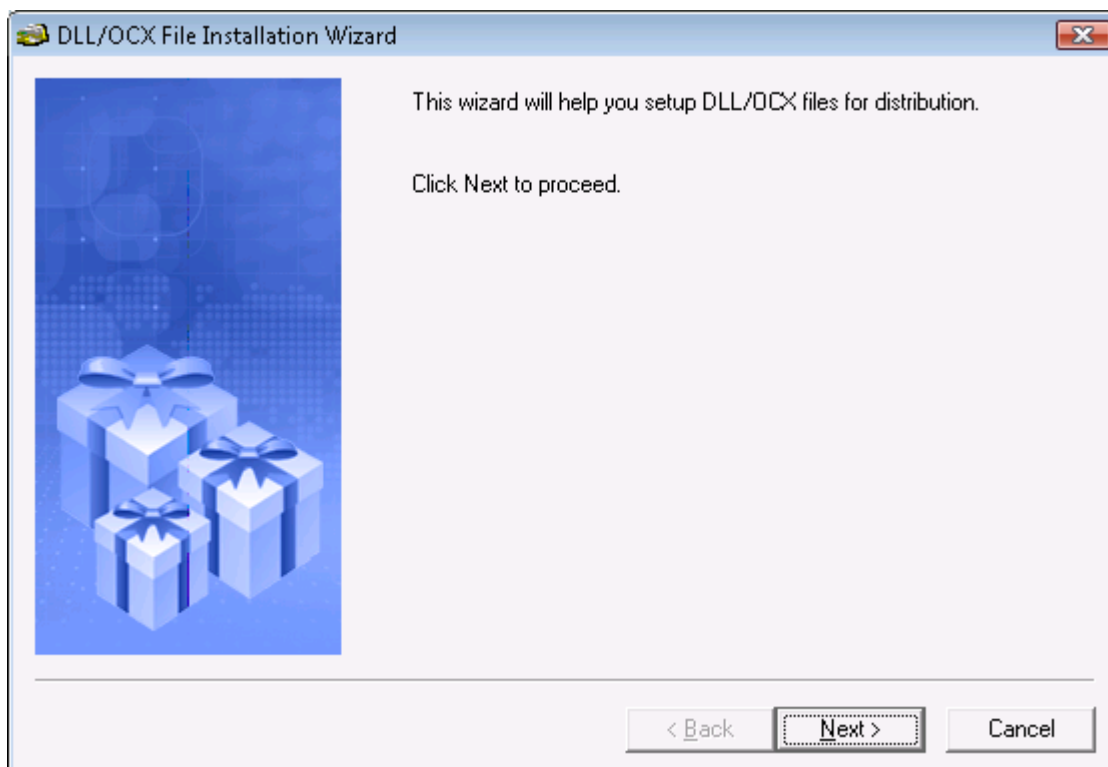 DLL/OCX File Installation Wizard
This wizard will help you setup DLL/OCX files for distribution.
Click Next to proceed.
< Back
Next >
Cancel